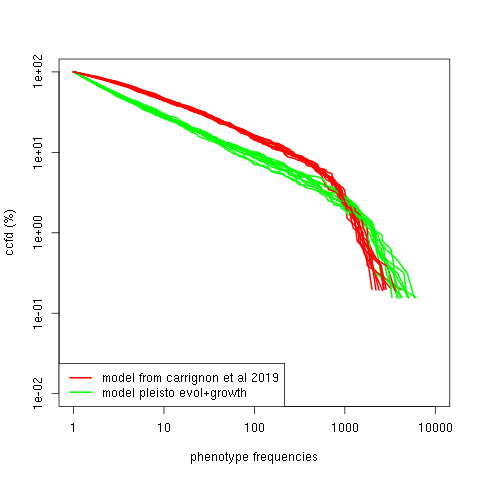 ccfd (%)
1e+02
1e+01
1e+00
1e-01
1e-02
model from carrignon et al 2019
model pleisto evol+growth
1
10
100
1000
10000
phenotype frequencies